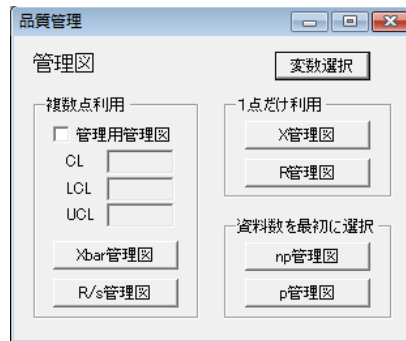 品質管理
管理図
変数選択
複数点利用
管理用管理図
CL
LCL
UCL
Xbar管理図
R/s管理図
1点だけ利用
X管理図
R管理図
資料数を最初に選択
np管理図
p管理図